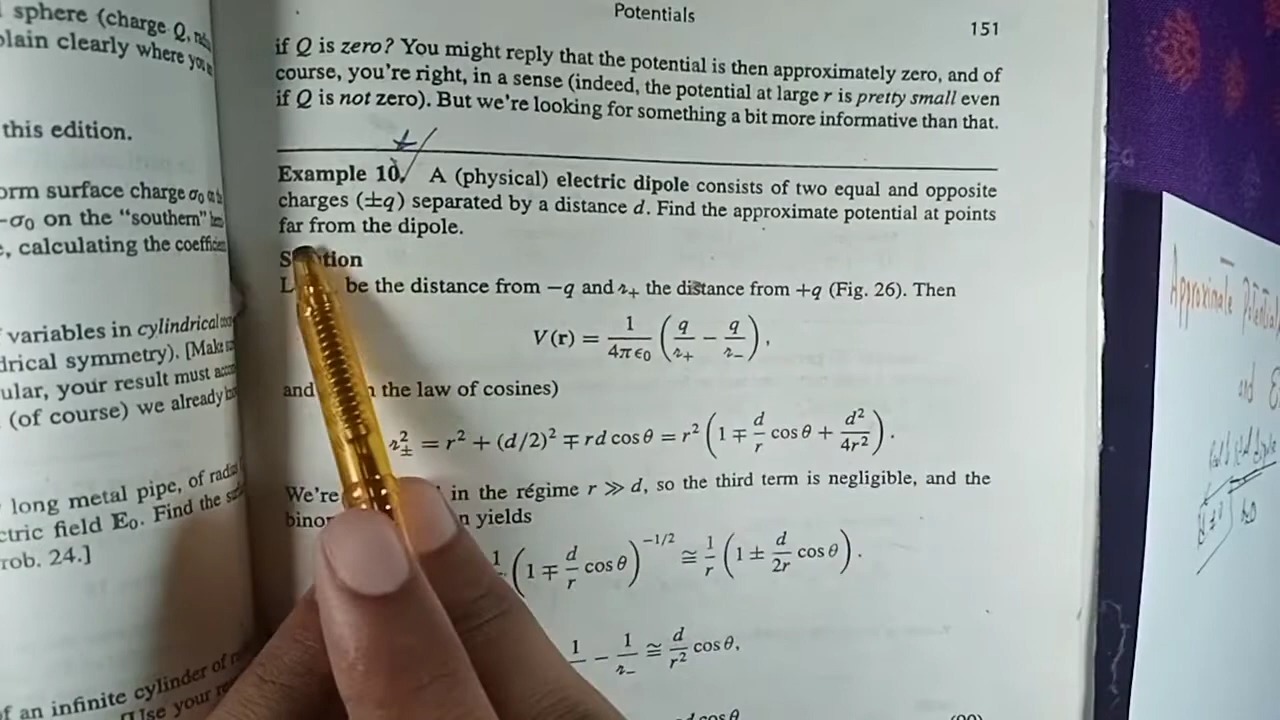 sphere (charge Q,
plain clearly where you
this edition.
orm surface charge σ₀
−σ₀ on the "southern"
e, calculating the
variables in cylindrical
drical symmetry). [Make
ular, your result must
(of course) we already
long metal pipe, of
ctric field E₀. Find the
rob. 24.]
of an infinite cylinder of
[Use your
Potentials
151
if Q is zero? You might reply that the potential is then approximately zero, and of
course, you're right, in a sense (indeed, the potential at large r is pretty small even
if Q is not zero). But we're looking for something a bit more informative than that.
Example 10. A (physical) electric dipole consists of two equal and opposite
charges (±q) separated by a distance d. Find the approximate potential at points
far from the dipole.
be the distance from −q and 𝓇₊ the distance from +q (Fig. 26). Then
V(r) = 1/4πε₀ (q/𝓇₊ − q/𝓇₋),
and the law of cosines)
𝓇²± = r² + (d/2)² ∓ rd cos θ = r² (1 ∓ d/r cos θ + d²/4r²).
We're in the régime r ≫ d, so the third term is negligible, and the
yields
(1 ∓ d/r cos θ)^−1/2 ≅ 1/r (1 ± d/2r cos θ).
1 − 1/𝓇₋ ≅ d/r² cos θ,
cos θ
Approximate
and